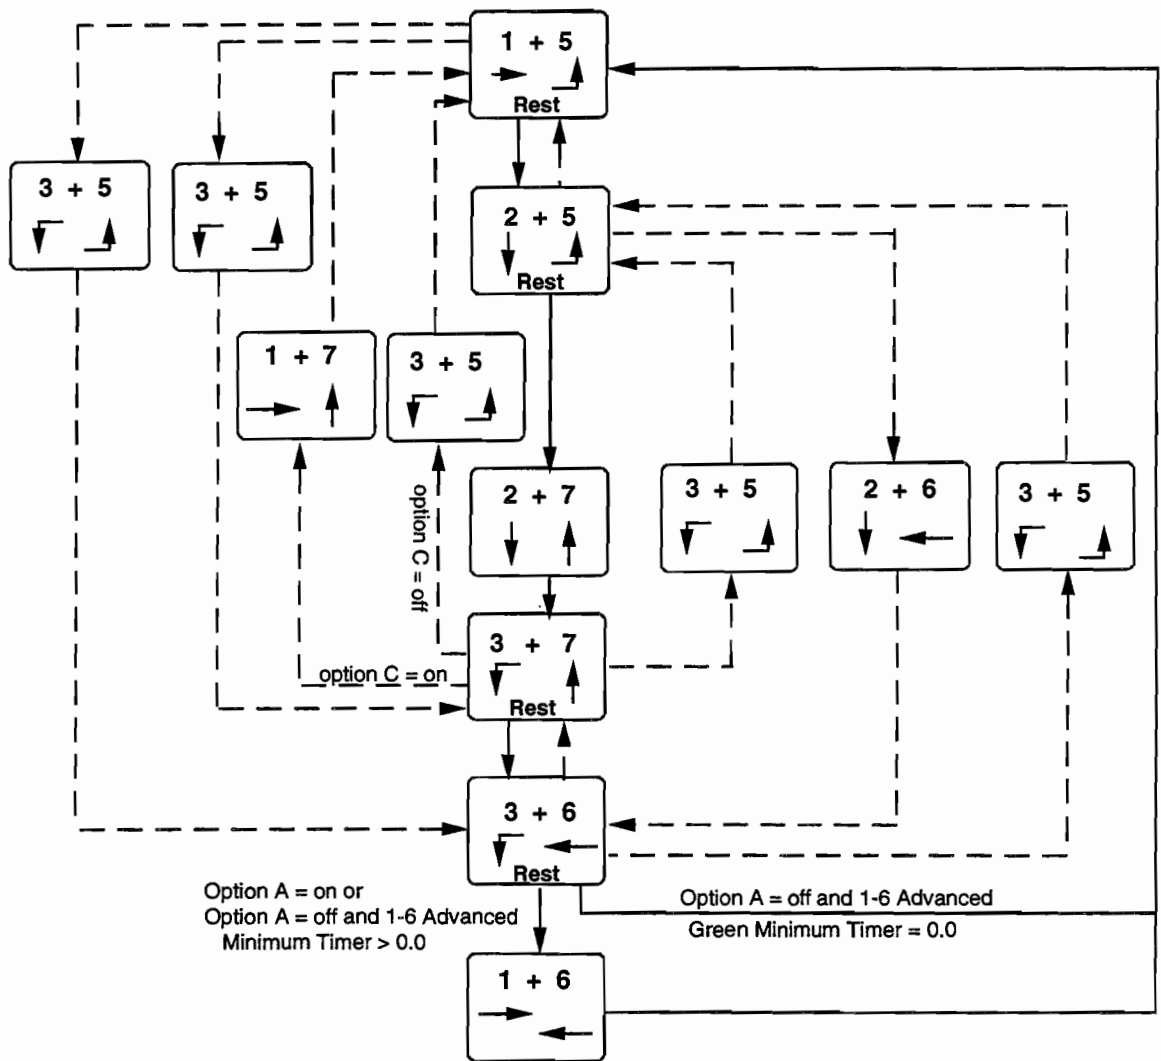 1 + 5
Rest
3 + 5
3 + 5
2 + 5
Rest
1 + 7
3 + 5
2 + 7
3 + 5
2 + 6
3 + 5
option C = off
3 + 7
Rest
option C = on
3 + 6
Rest
Option A = on or
Option A = off and 1-6 Advanced
Minimum Timer > 0.0
Option A = off and 1-6 Advanced
Green Minimum Timer = 0.0
1 + 6